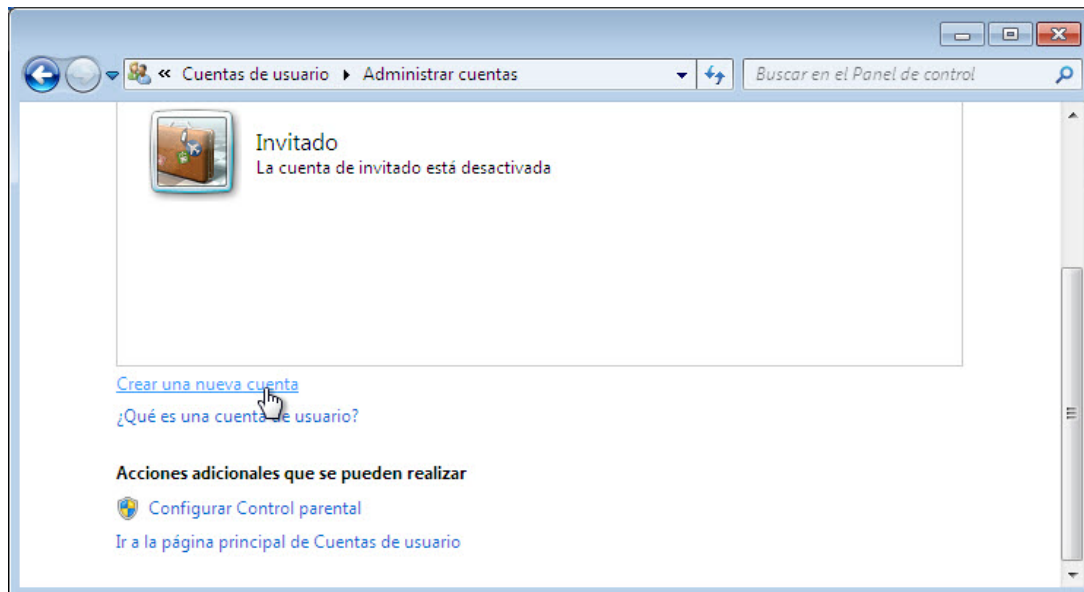 « Cuentas de usuario ▸ Administrar cuentas
Buscar en el Panel de control
Invitado
La cuenta de invitado está desactivada
Crear una nueva cuenta
¿Qué es una cuenta de usuario?
Acciones adicionales que se pueden realizar
Configurar Control parental
Ir a la página principal de Cuentas de usuario